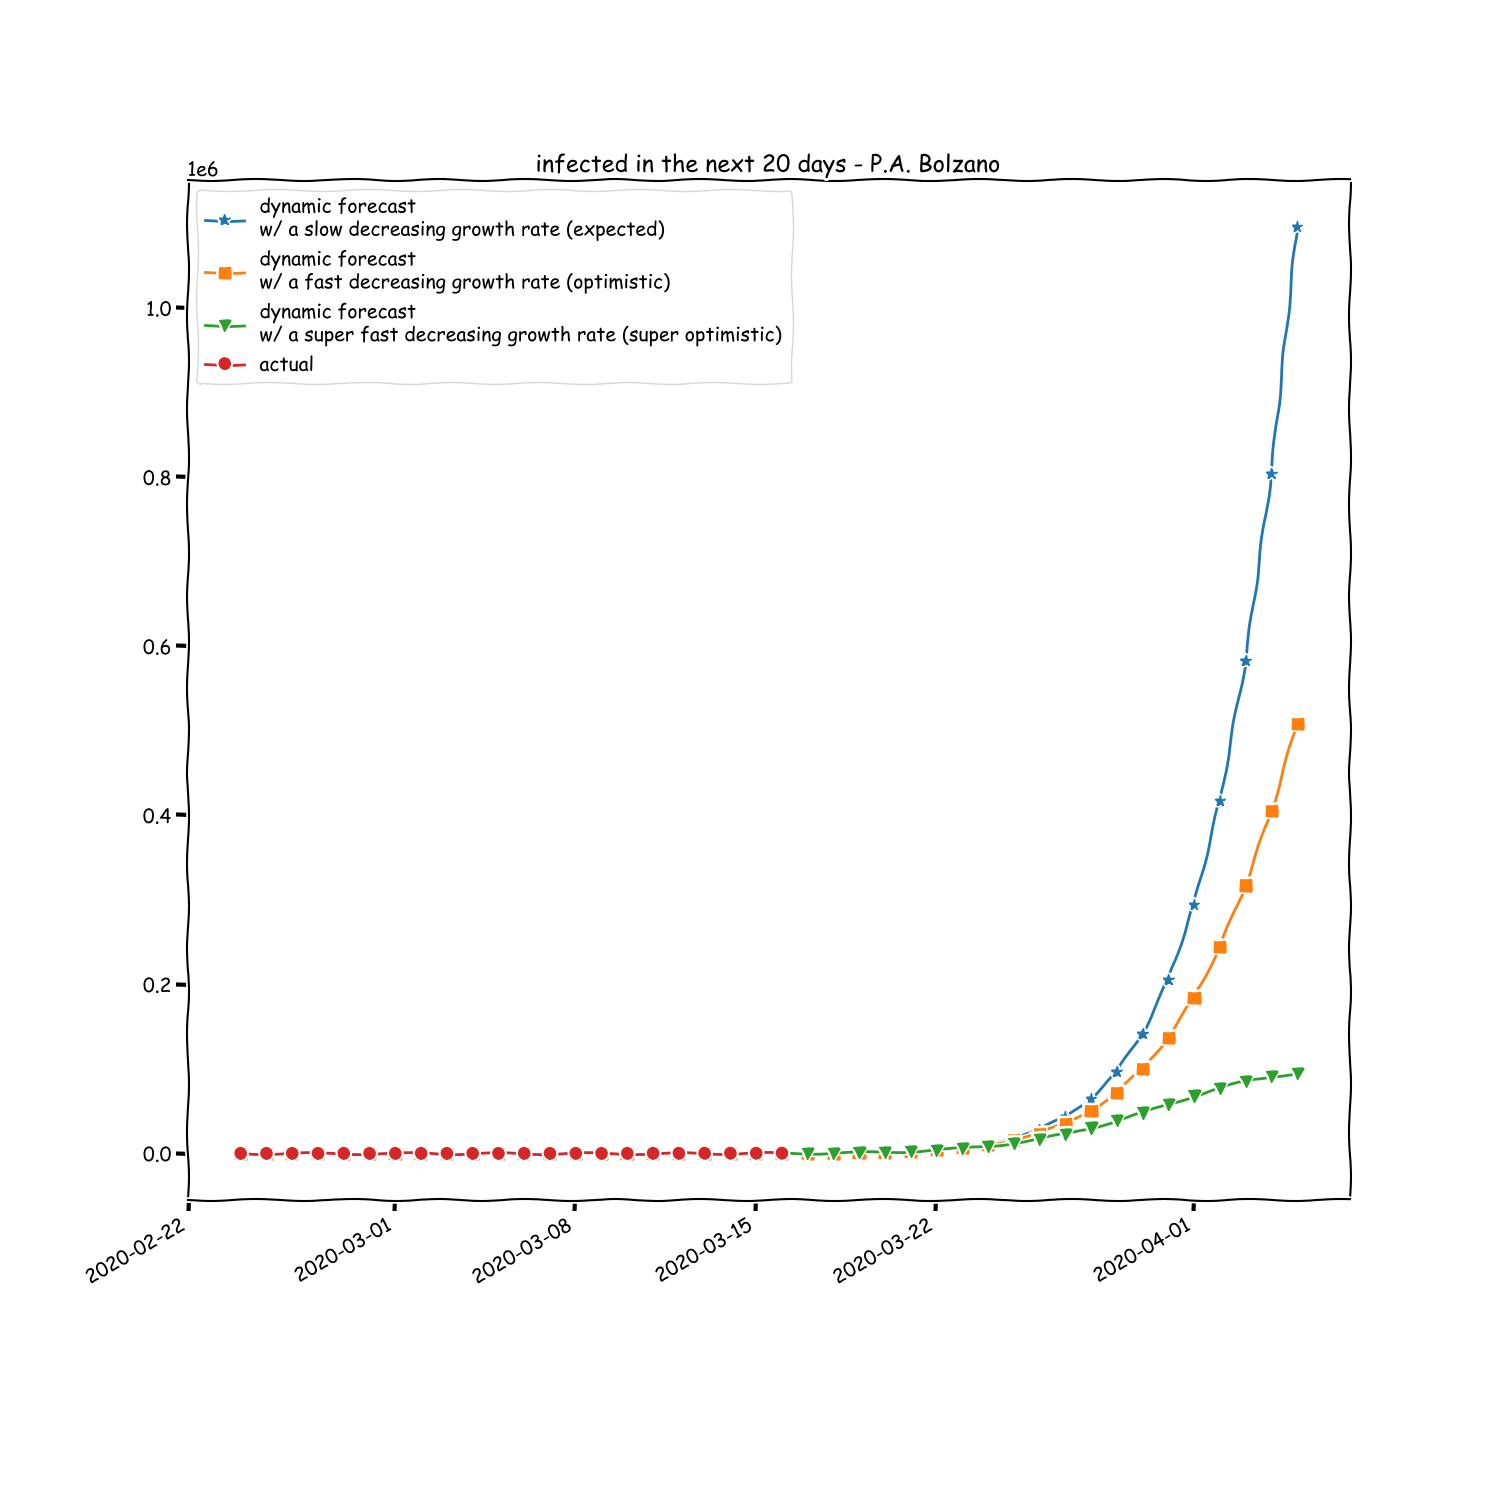 infected in the next 20 days - P.A. Bolzano
1e6
dynamic forecast
w/ a slow decreasing growth rate (expected)
dynamic forecast
w/ a fast decreasing growth rate (optimistic)
dynamic forecast
w/ a super fast decreasing growth rate (super optimistic)
actual
1.0
0.8
0.6
0.4
0.2
0.0
2020-02-22
2020-03-01
2020-03-08
2020-03-15
2020-03-22
2020-04-01